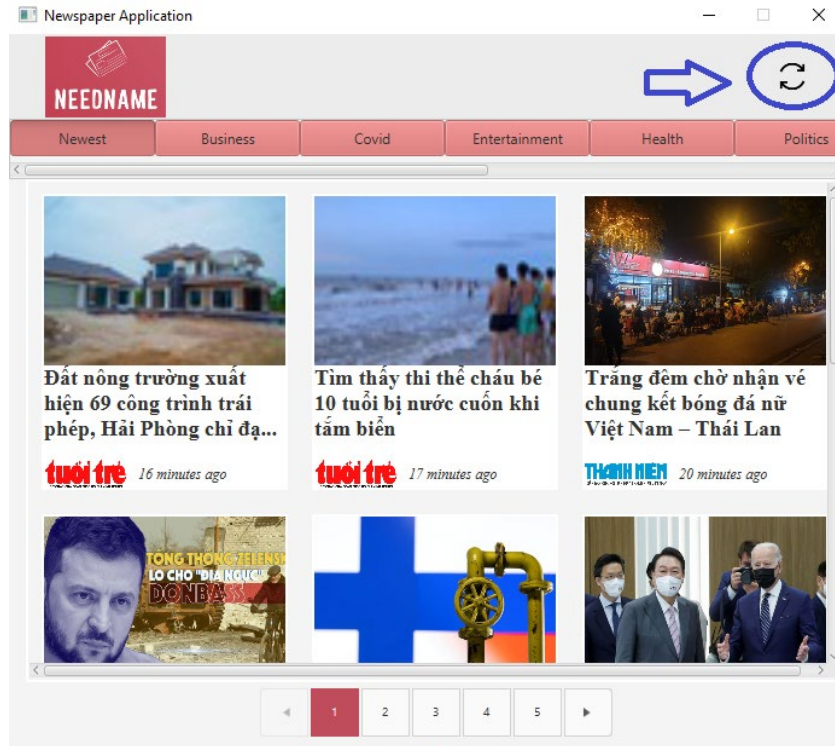 Newspaper Application
NEEDNAME
Newest
Business
Covid
Entertainment
Health
Politics
Đất nông trường xuất
hiện 69 công trình trái
phép, Hải Phòng chỉ đạ...
Tìm thấy thi thể cháu bé
10 tuổi bị nước cuốn khi
tắm biển
Trắng đêm chờ nhận vé
chung kết bóng đá nữ
Việt Nam – Thái Lan
tuổi trẻ 16 minutes ago
tuổi trẻ 17 minutes ago
THANH NIÊN 20 minutes ago
TỔNG THỐNG ZELENSK
LO CHO "ĐỊA NGỤC"
DONBASS
1 2 3 4 5